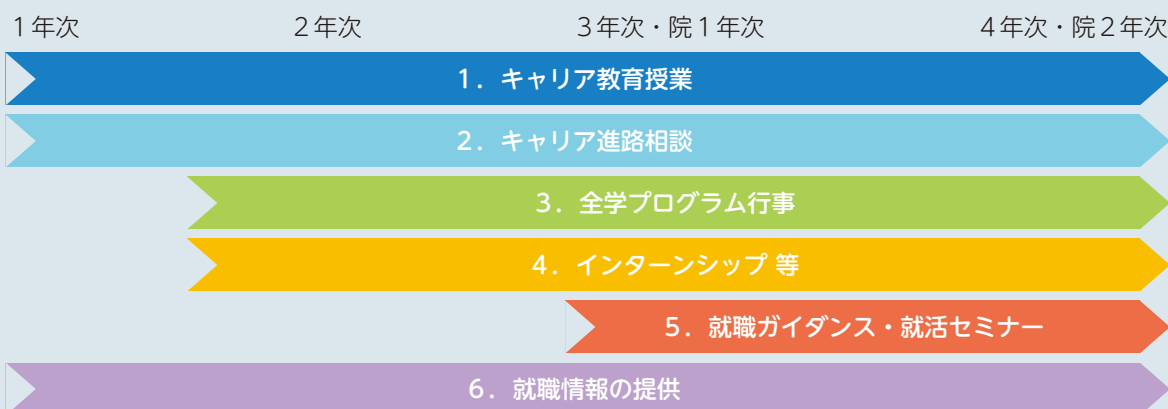 1年次 2年次 3年次・院1年次 4年次・院2年次
1．キャリア教育授業
2．キャリア進路相談
3．全学プログラム行事
4．インターンシップ 等
5．就職ガイダンス・就活セミナー
6．就職情報の提供